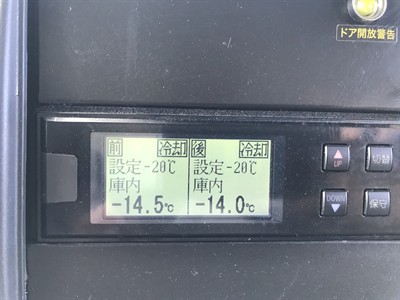 ドア開放警告
前 冷却 後 冷却
設定-20℃ 設定-20℃
庫内 庫内
-14.5℃ -14.0℃
UP 切替
DOWN 保守